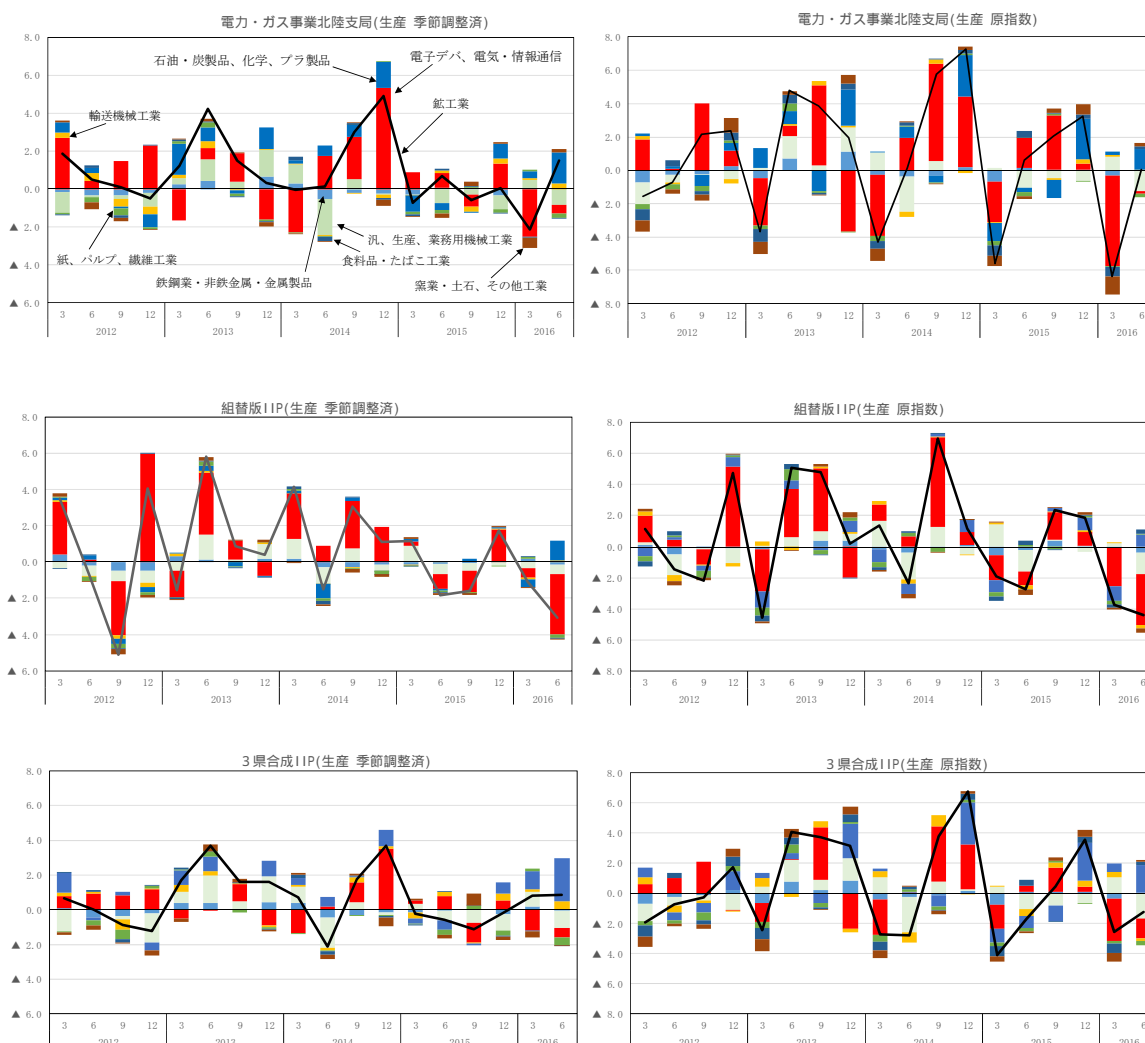 電力・ガス事業北陸支局(生産 季節調整済)
8.0
6.0
4.0
2.0
0.0
▲ 2.0
▲ 4.0
▲ 6.0
輸送機械工業
石油・炭製品、化学、プラ製品
電子デバ、電気・情報通信
鉱工業
紙、パルプ、繊維工業
鉄鋼業・非鉄金属・金属製品
汎、生産、業務用機械工業
食料品・たばこ工業
窯業・土石、その他工業
3 6 9 12 3 6 9 12 3 6 9 12 3 6 9 12 3 6
2012 2013 2014 2015 2016
電力・ガス事業北陸支局(生産 原指数)
8.0
6.0
4.0
2.0
0.0
▲ 2.0
▲ 4.0
▲ 6.0
▲ 8.0
3 6 9 12 3 6 9 12 3 6 9 12 3 6 9 12 3 6
2012 2013 2014 2015 2016
組替版IIP(生産 季節調整済)
8.0
6.0
4.0
2.0
0.0
▲ 2.0
▲ 4.0
▲ 6.0
3 6 9 12 3 6 9 12 3 6 9 12 3 6 9 12 3 6
2012 2013 2014 2015 2016
組替版IIP(生産 原指数)
8.0
6.0
4.0
2.0
0.0
▲ 2.0
▲ 4.0
▲ 6.0
▲ 8.0
3 6 9 12 3 6 9 12 3 6 9 12 3 6 9 12 3 6
2012 2013 2014 2015 2016
3県合成IIP(生産 季節調整済)
8.0
6.0
4.0
2.0
0.0
▲ 2.0
▲ 4.0
▲ 6.0
3 6 9 12 3 6 9 12 3 6 9 12 3 6 9 12 3 6
2012 2013 2014 2015 2016
3県合成IIP(生産 原指数)
8.0
6.0
4.0
2.0
0.0
▲ 2.0
▲ 4.0
▲ 6.0
▲ 8.0
3 6 9 12 3 6 9 12 3 6 9 12 3 6 9 12 3 6
2012 2013 2014 2015 2016